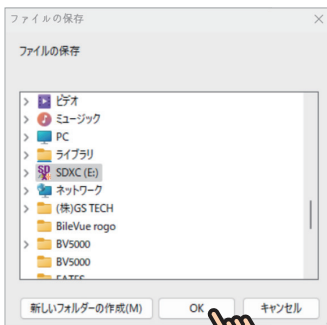 ファイルの保存
ファイルの保存
ビデオ
ミュージック
PC
ライブラリ
SDXC (E:)
ネットワーク
(株)GS TECH
BileVue rogo
BV5000
BV5000
新しいフォルダーの作成(M)
OK
キャンセル